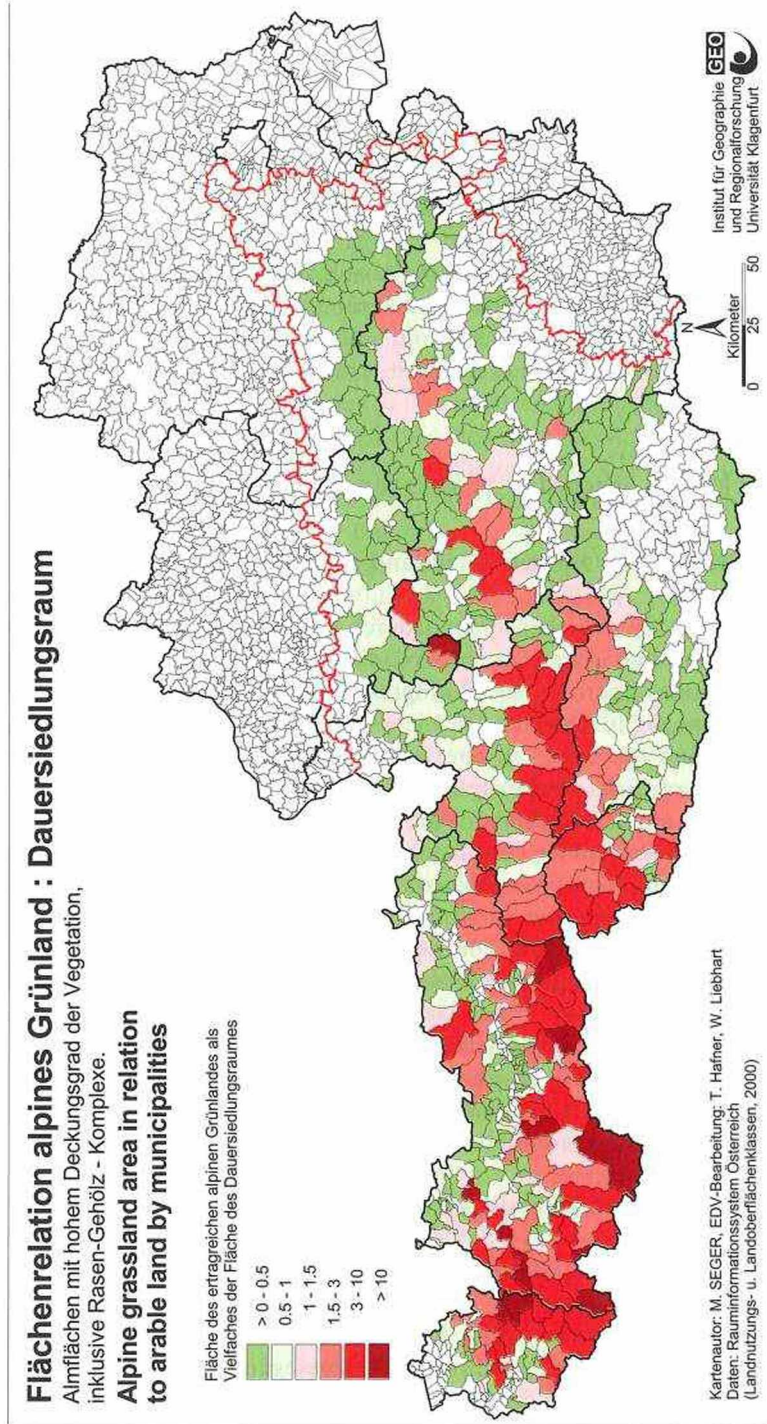 Flächenrelation alpines Grünland : Dauersiedlungsraum
Almflächen mit hohem Deckungsgrad der Vegetation,
inklusive Rasen-Gehölz - Komplexe.
Alpine grassland area in relation
to arable land by municipalities
Fläche des ertragreichen alpinen Grünlandes als
Vielfaches der Fläche des Dauersiedlungsraumes
> 0 - 0.5
0.5 - 1
1 - 1.5
1.5 - 3
3 - 10
> 10
Kartenautor: M. SEGER, EDV-Bearbeitung: T. Hafner, W. Liebhart
Daten: Rauminformationssystem Österreich
(Landnutzungs- u. Landoberflächenklassen, 2000)
N
Kilometer
0 25 50
Institut für Geographie GEO
und Regionalforschung
Universität Klagenfurt